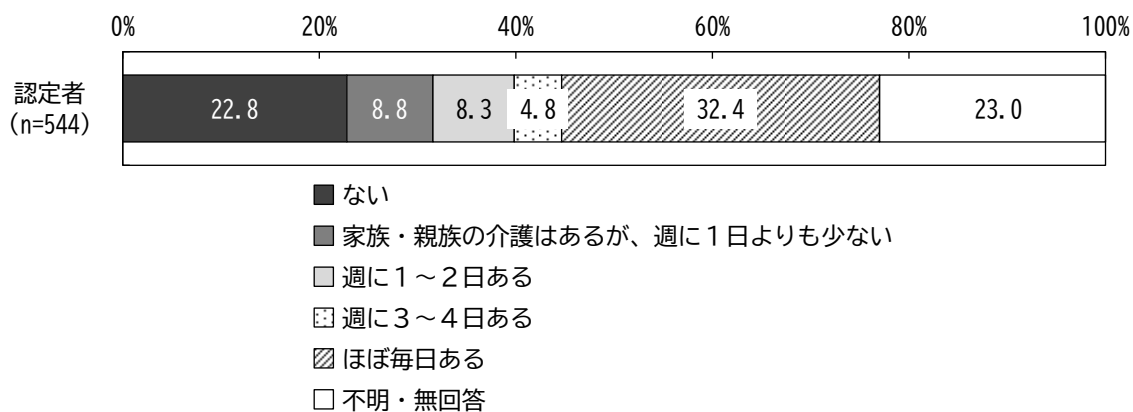 0% 20% 40% 60% 80% 100%
認定者
(n=544)
22.8 8.8 8.3 4.8 32.4 23.0
ない
家族・親族の介護はあるが、週に１日よりも少ない
週に１～２日ある
週に３～４日ある
ほぼ毎日ある
不明・無回答